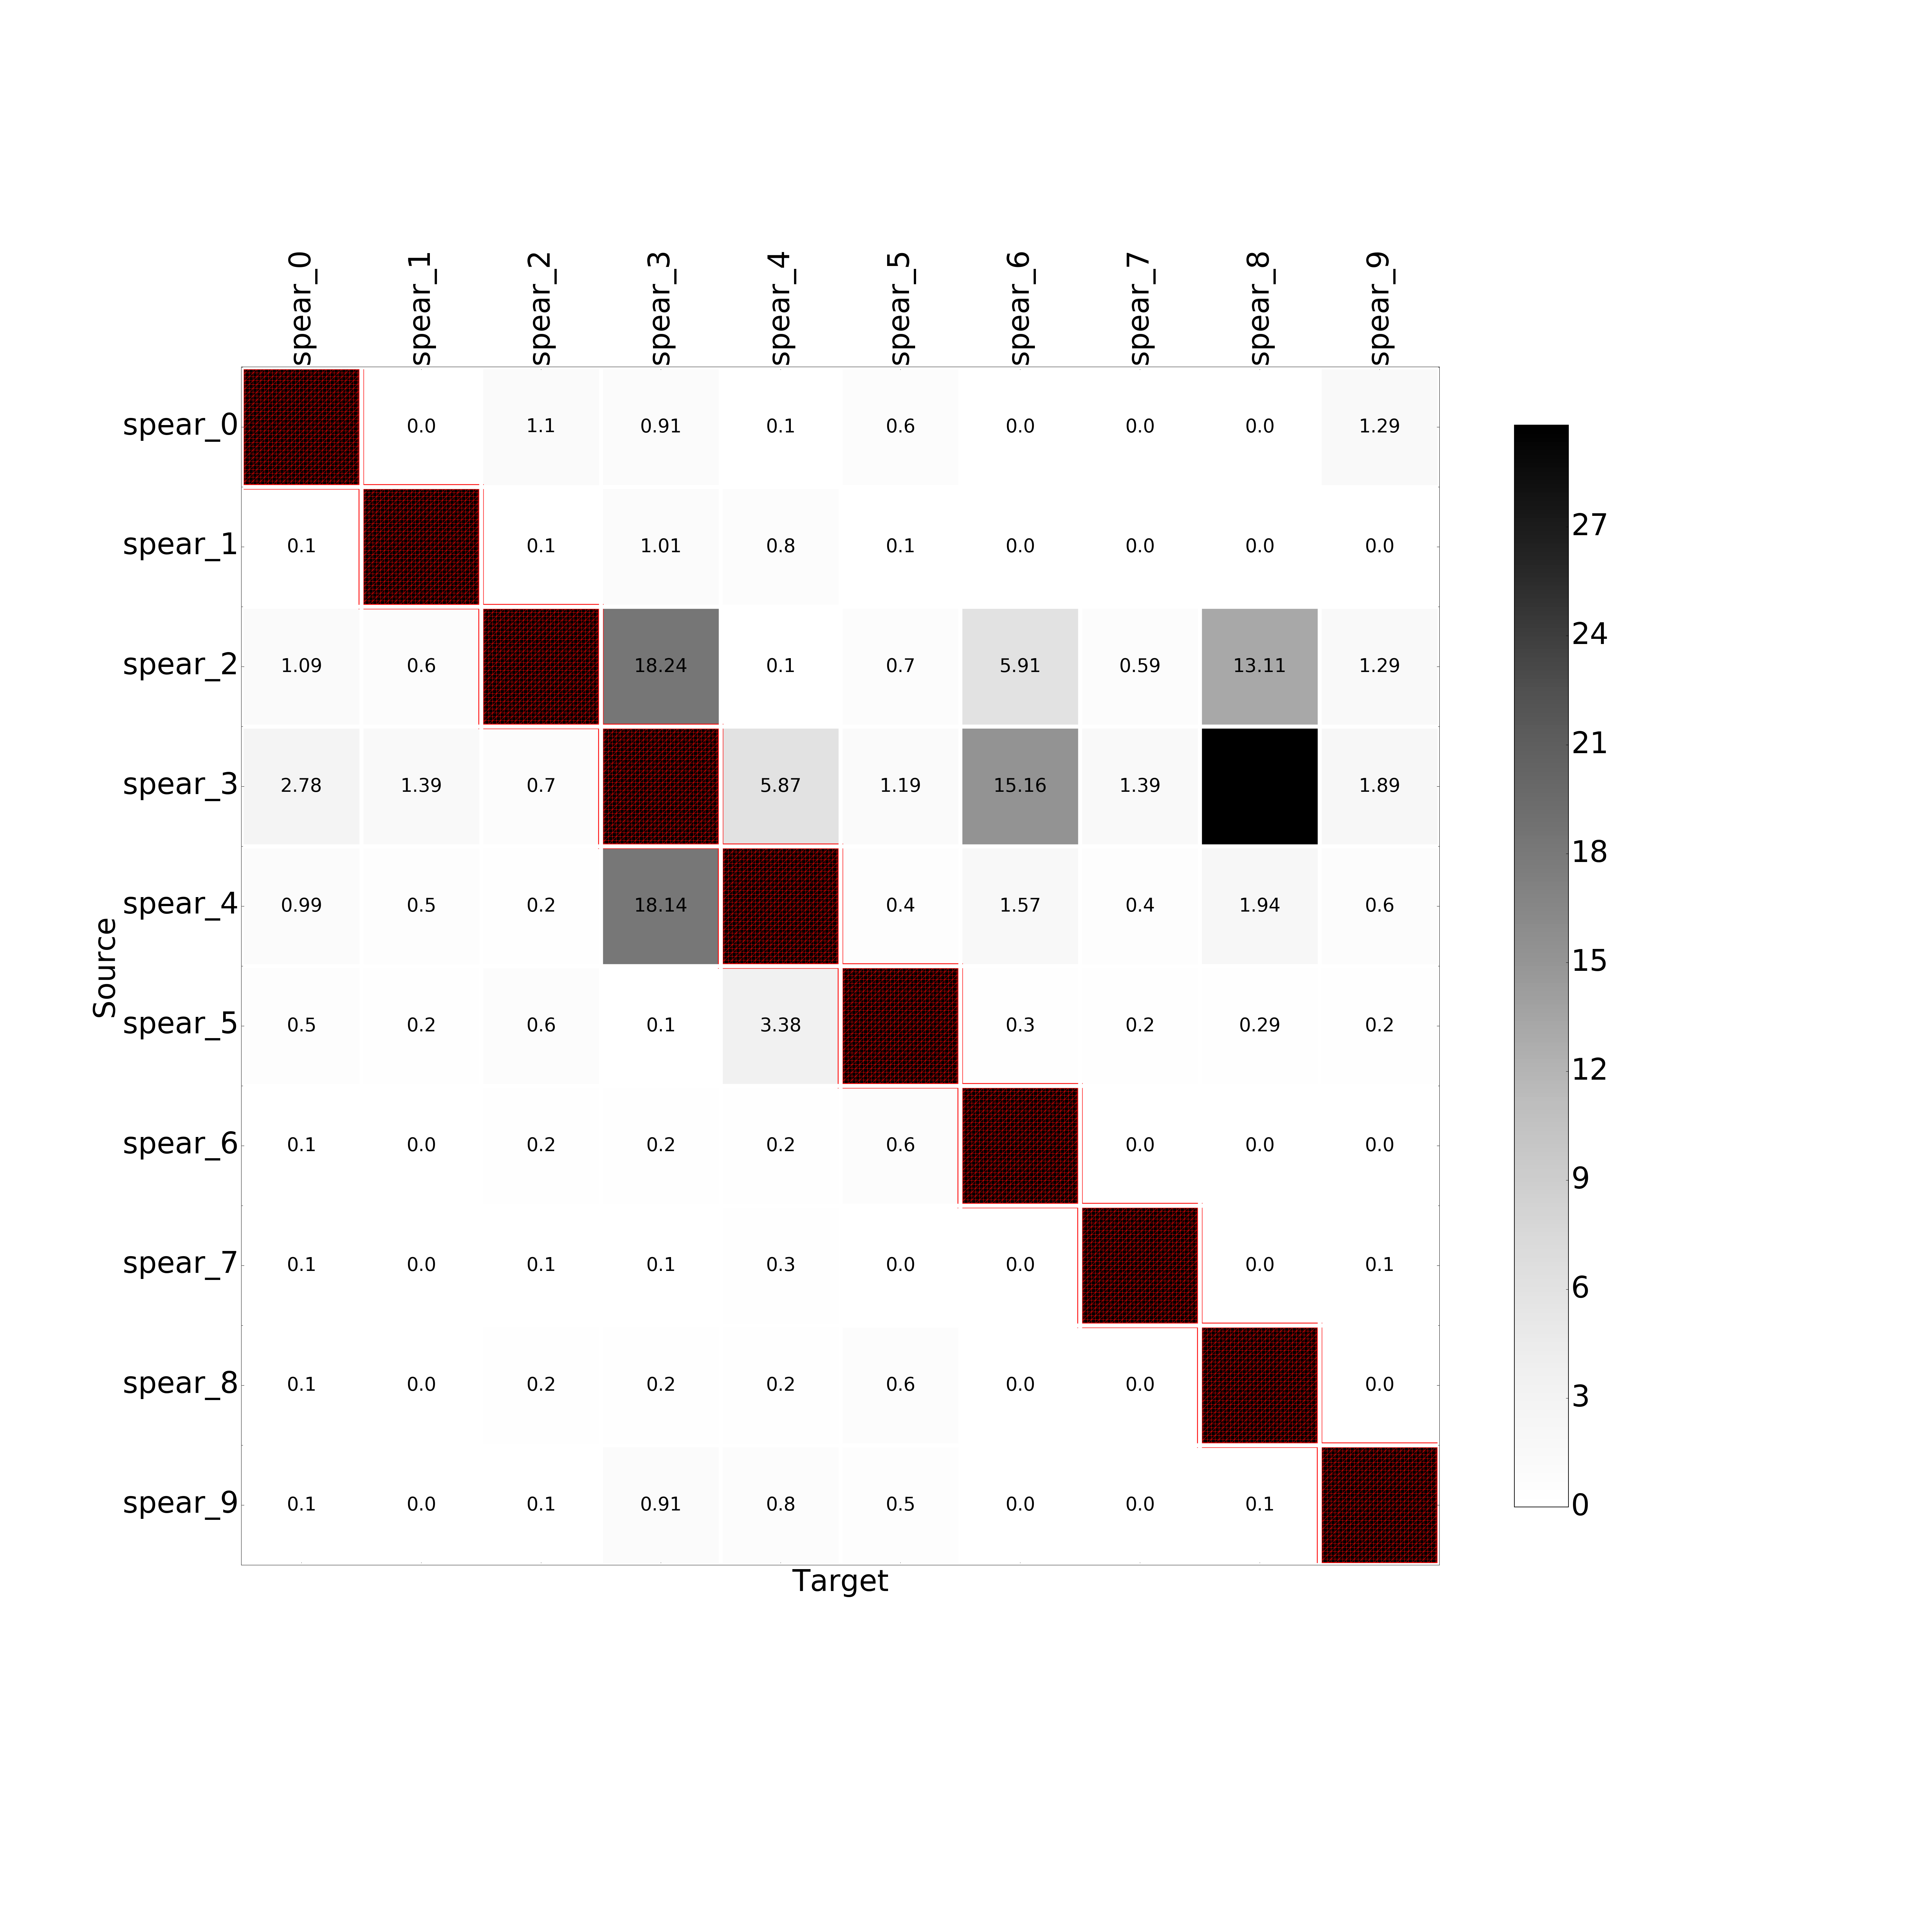 spear_0 spear_1 spear_2 spear_3 spear_4 spear_5 spear_6 spear_7 spear_8 spear_9
spear_0 0.0 1.1 0.91 0.1 0.6 0.0 0.0 0.0 1.29
spear_1 0.1 0.1 1.01 0.8 0.1 0.0 0.0 0.0 0.0
spear_2 1.09 0.6 18.24 0.1 0.7 5.91 0.59 13.11 1.29
spear_3 2.78 1.39 0.7 5.87 1.19 15.16 1.39 1.89
spear_4 0.99 0.5 0.2 18.14 0.4 1.57 0.4 1.94 0.6
spear_5 0.5 0.2 0.6 0.1 3.38 0.3 0.2 0.29 0.2
spear_6 0.1 0.0 0.2 0.2 0.2 0.6 0.0 0.0 0.0
spear_7 0.1 0.0 0.1 0.1 0.3 0.0 0.0 0.0 0.1
spear_8 0.1 0.0 0.2 0.2 0.2 0.6 0.0 0.0 0.0
spear_9 0.1 0.0 0.1 0.91 0.8 0.5 0.0 0.0 0.1
Source
Target
27
24
21
18
15
12
9
6
3
0